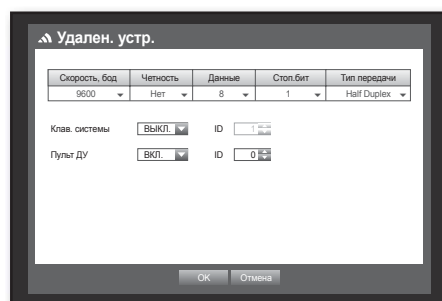 Удален. устр.
Скорость, бод Четность Данные Стоп.бит Тип передачи
9600 Нет 8 1 Half Duplex
Клав. системы ВЫКЛ. ID 1
Пульт ДУ ВКЛ. ID 0
OK Отмена